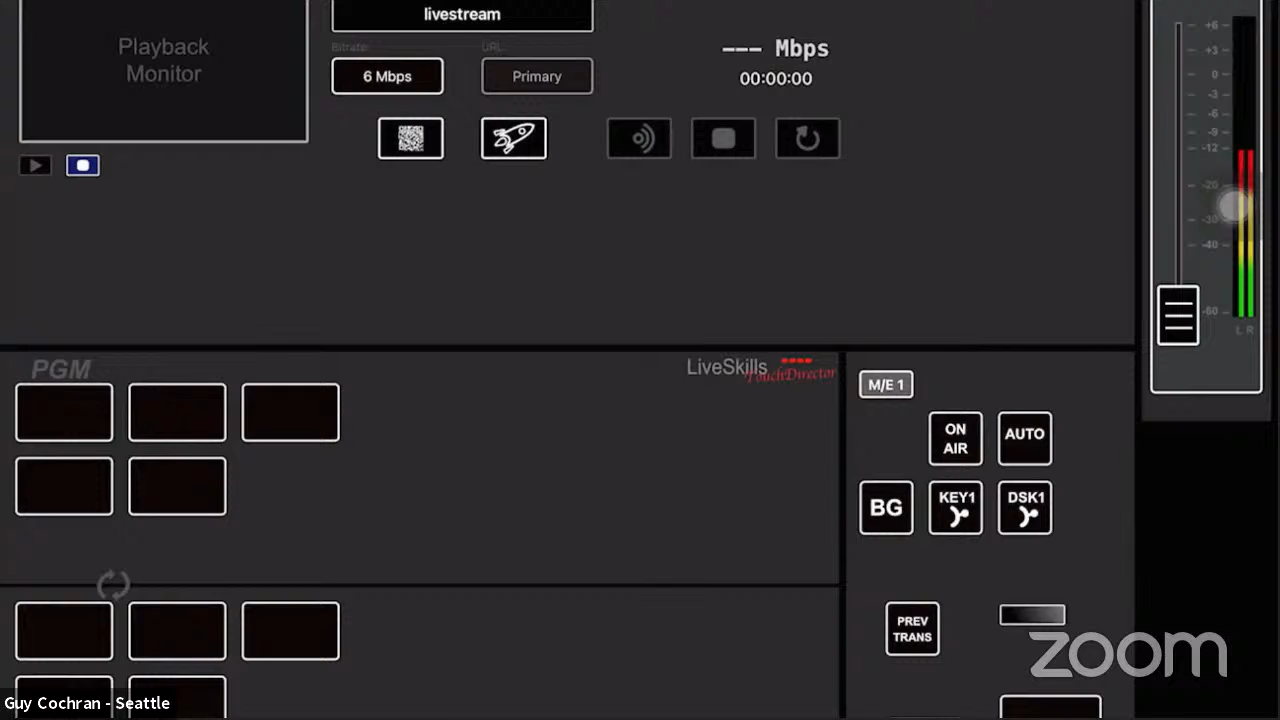 Playback
Monitor
livestream
Bitrate:
URL:
6 Mbps
Primary
--- Mbps
00:00:00
+6
+3
0
-3
-6
-9
-12
-20
-30
-40
-60
L R
PGM
LiveSkills
TouchDirector
M/E 1
ON
AIR
AUTO
BG
KEY1
DSK1
PREV
TRANS
zoom
Guy Cochran - Seattle